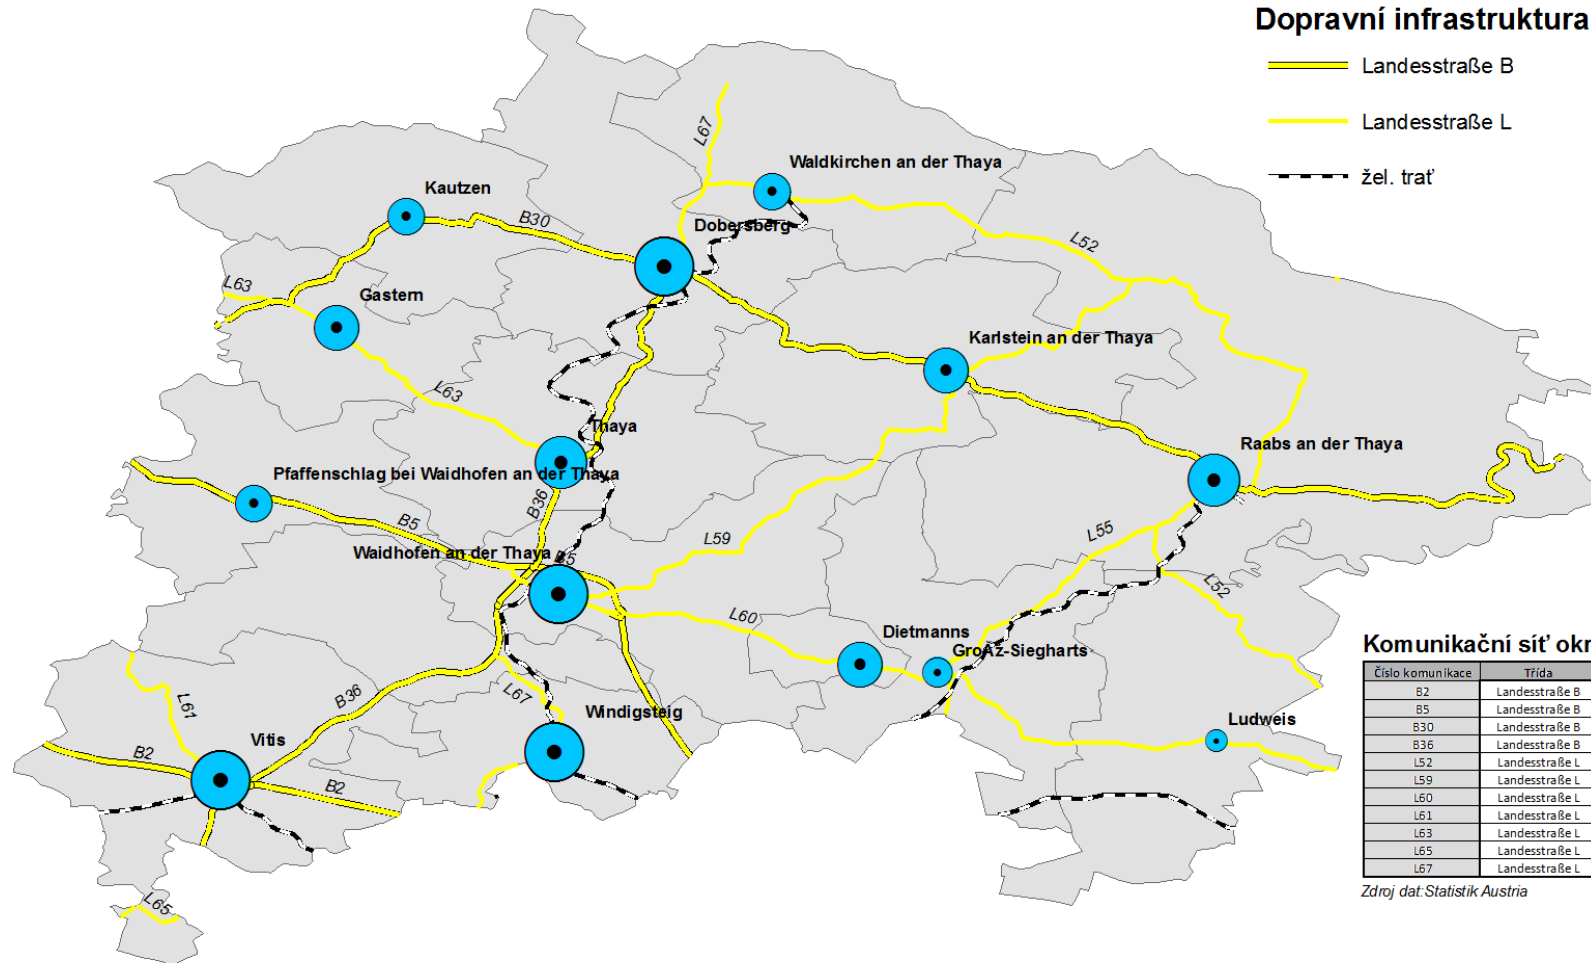 Dopravní infrastruktura
Landesstraße B
Landesstraße L
žel. trať
L67
Waldkirchen an der Thaya
Kautzen
B30
Dobersberg
L52
L63
Gastern
Karlstein an der Thaya
L63
Thaya
Raabs an der Thaya
Pfaffenschlag bei Waidhofen an der Thaya
B36
B5
L59
L55
Waidhofen an der Thaya
B5
L52
L60
Dietmanns
GroĂź-Siegharts
L67
B36
L61
Windigsteig
Vitis
B2
B2
Ludweis
L65
Komunikační síť okr
Číslo komunikace Třída
B2 Landesstraße B
B5 Landesstraße B
B30 Landesstraße B
B36 Landesstraße B
L52 Landesstraße L
L59 Landesstraße L
L60 Landesstraße L
L61 Landesstraße L
L63 Landesstraße L
L65 Landesstraße L
L67 Landesstraße L
Zdroj dat:Statistik Austria